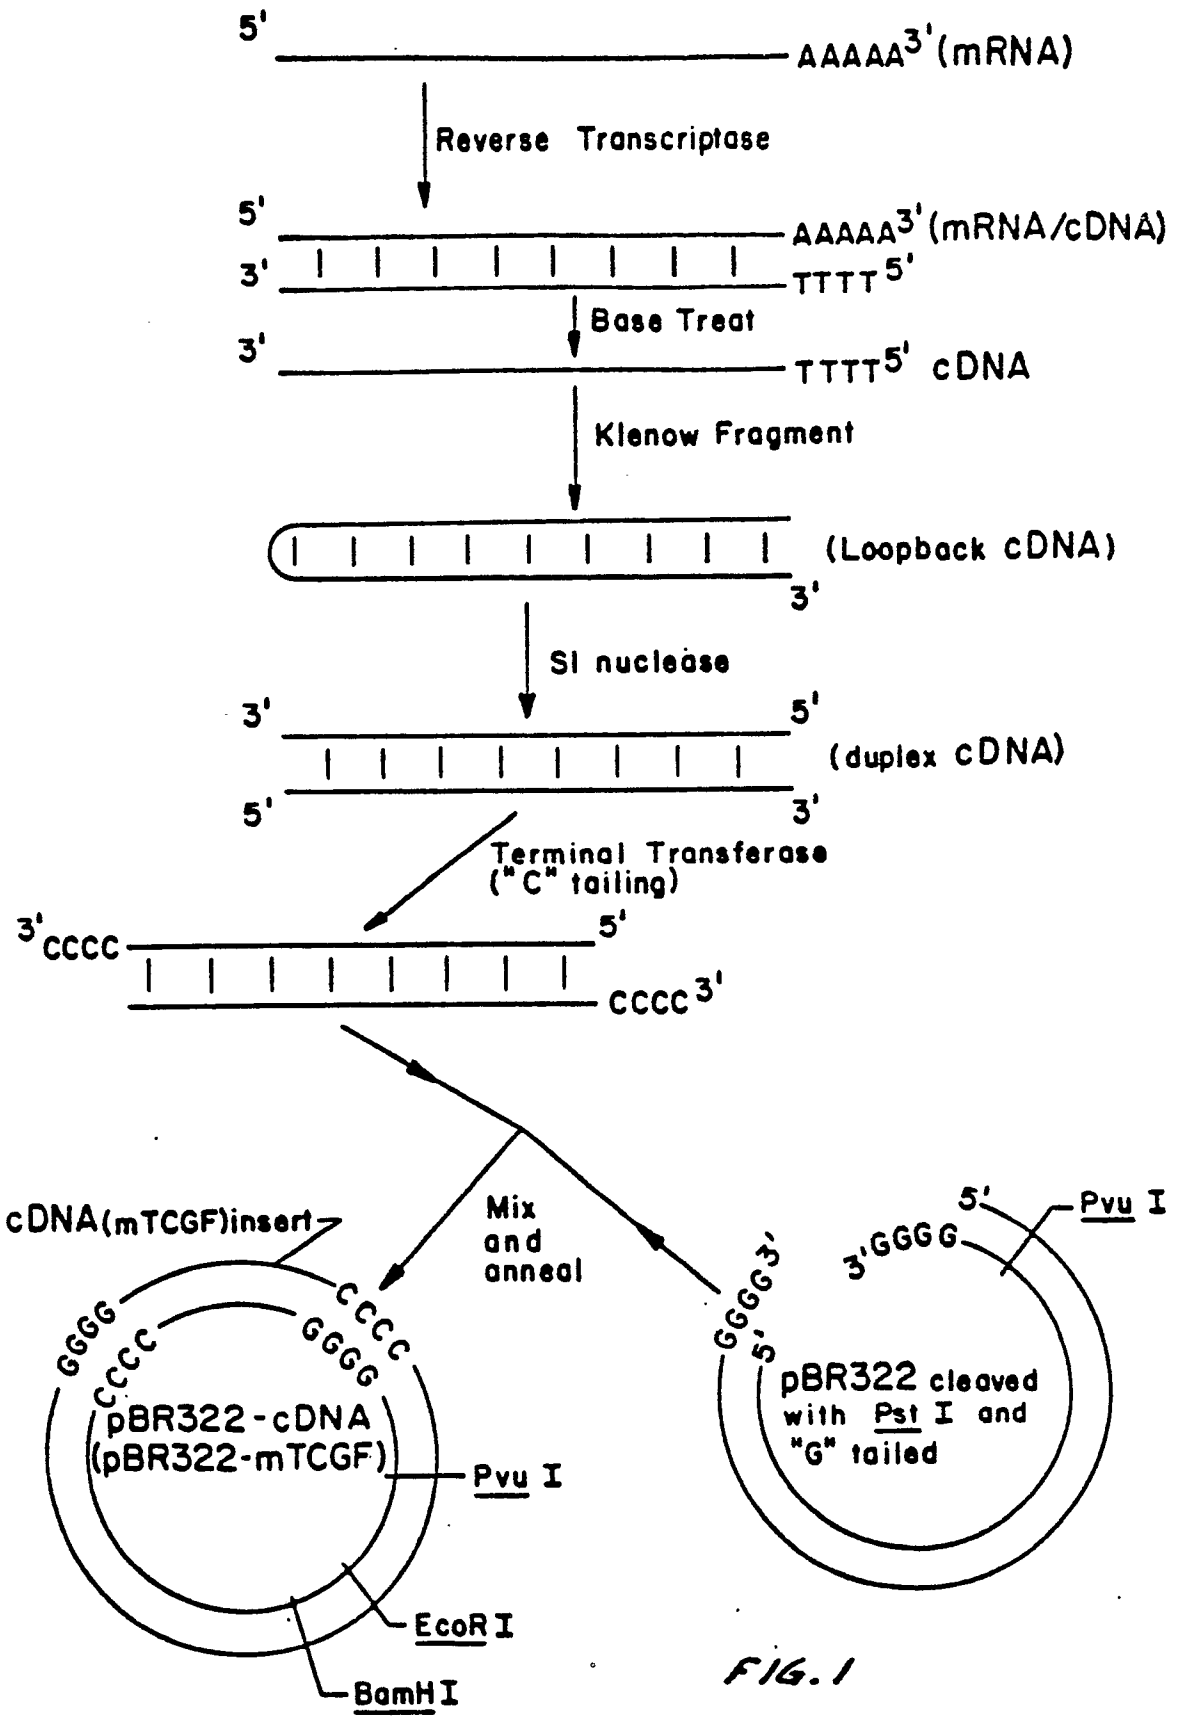 5'
AAAAA3' (mRNA)
Reverse Transcriptase
5'
AAAAA3' (mRNA/cDNA)
3'
TTTT5'
Base Treat
3'
TTTT5' cDNA
Klenow Fragment
(Loopback cDNA)
3'
SI nuclease
3'
5'
(duplex cDNA)
5'
3'
Terminal Transferase
("C" tailing)
3'CCCC
5'
CCCC3'
cDNA(mTCGF)insert
Mix
and
anneal
5'
Pvu I
3'GGGG
GGGG3'
5'
GGGG
CCCC
CCCC
GGGG
pBR322-cDNA
(pBR322-mTCGF)
Pvu I
EcoRI
BamHI
pBR322 cleaved
with Pst I and
"G" tailed
FIG. 1